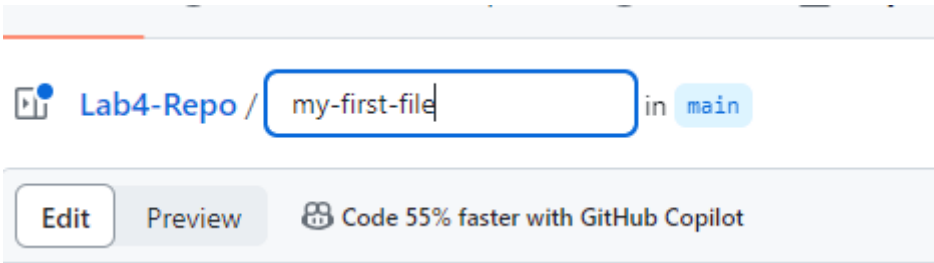 Lab4-Repo / my-first-file in main
Edit Preview Code 55% faster with GitHub Copilot